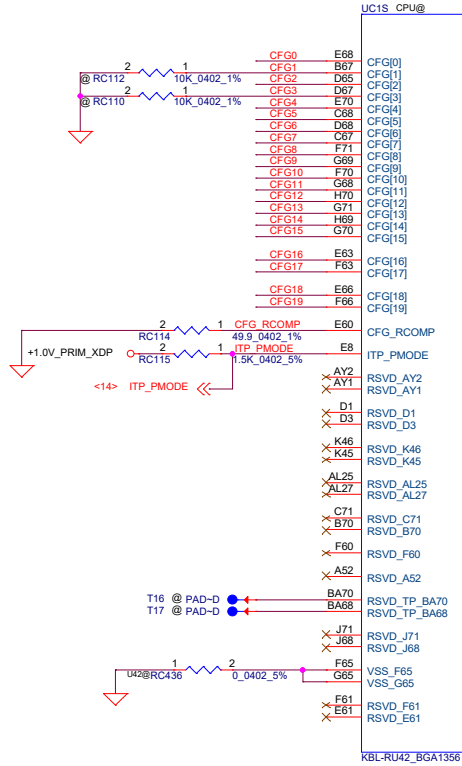 UC1S CPU@
CFG0 E68 CFG[0]
CFG1 B67 CFG[1]
2 1
@ RC112 10K_0402_1%
CFG2 D65 CFG[2]
CFG3 D67 CFG[3]
2 1
@ RC110 10K_0402_1%
CFG4 E70 CFG[4]
CFG5 C68 CFG[5]
CFG6 D68 CFG[6]
CFG7 C67 CFG[7]
CFG8 F71 CFG[8]
CFG9 G69 CFG[9]
CFG10 F70 CFG[10]
CFG11 G68 CFG[11]
CFG12 H70 CFG[12]
CFG13 G71 CFG[13]
CFG14 H69 CFG[14]
CFG15 G70 CFG[15]
CFG16 E63 CFG[16]
CFG17 F63 CFG[17]
CFG18 E66 CFG[18]
CFG19 F66 CFG[19]
2 1 CFG_RCOMP E60 CFG_RCOMP
RC114 49.9_0402_1%
+1.0V_PRIM_XDP 2 1 ITP_PMODE E8 ITP_PMODE
RC115 1.5K_0402_5%
<14> ITP_PMODE
AY2 RSVD_AY2
AY1 RSVD_AY1
D1 RSVD_D1
D3 RSVD_D3
K46 RSVD_K46
K45 RSVD_K45
AL25 RSVD_AL25
AL27 RSVD_AL27
C71 RSVD_C71
B70 RSVD_B70
F60 RSVD_F60
A52 RSVD_A52
T16 @ PAD~D BA70 RSVD_TP_BA70
T17 @ PAD~D BA68 RSVD_TP_BA68
J71 RSVD_J71
J68 RSVD_J68
1 2 F65 VSS_F65
U42@RC436 0_0402_5% G65 VSS_G65
F61 RSVD_F61
E61 RSVD_E61
KBL-RU42_BGA1356